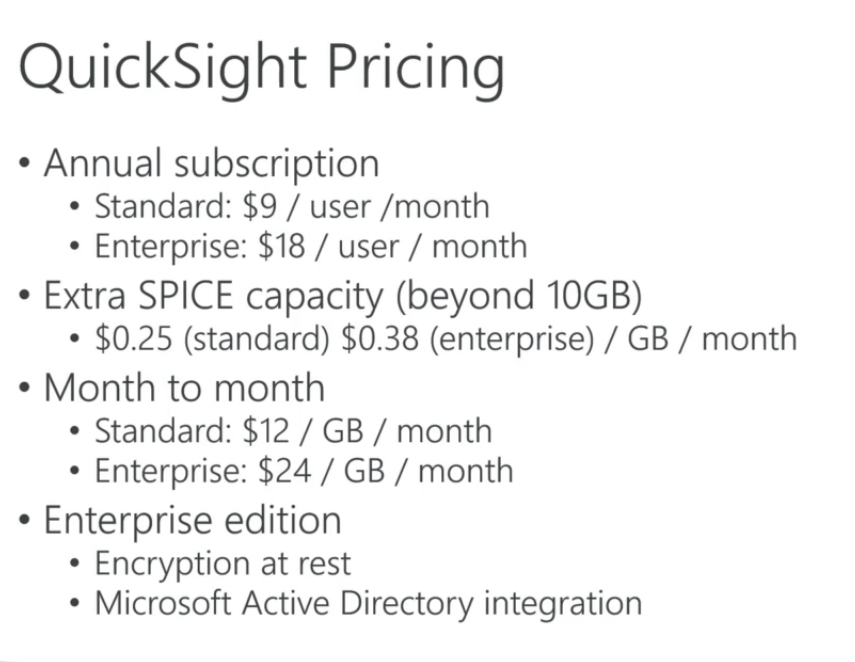 QuickSight Pricing
• Annual subscription
• Standard: $9 / user /month
• Enterprise: $18 / user / month
• Extra SPICE capacity (beyond 10GB)
• $0.25 (standard) $0.38 (enterprise) / GB / month
• Month to month
• Standard: $12 / GB / month
• Enterprise: $24 / GB / month
• Enterprise edition
• Encryption at rest
• Microsoft Active Directory integration